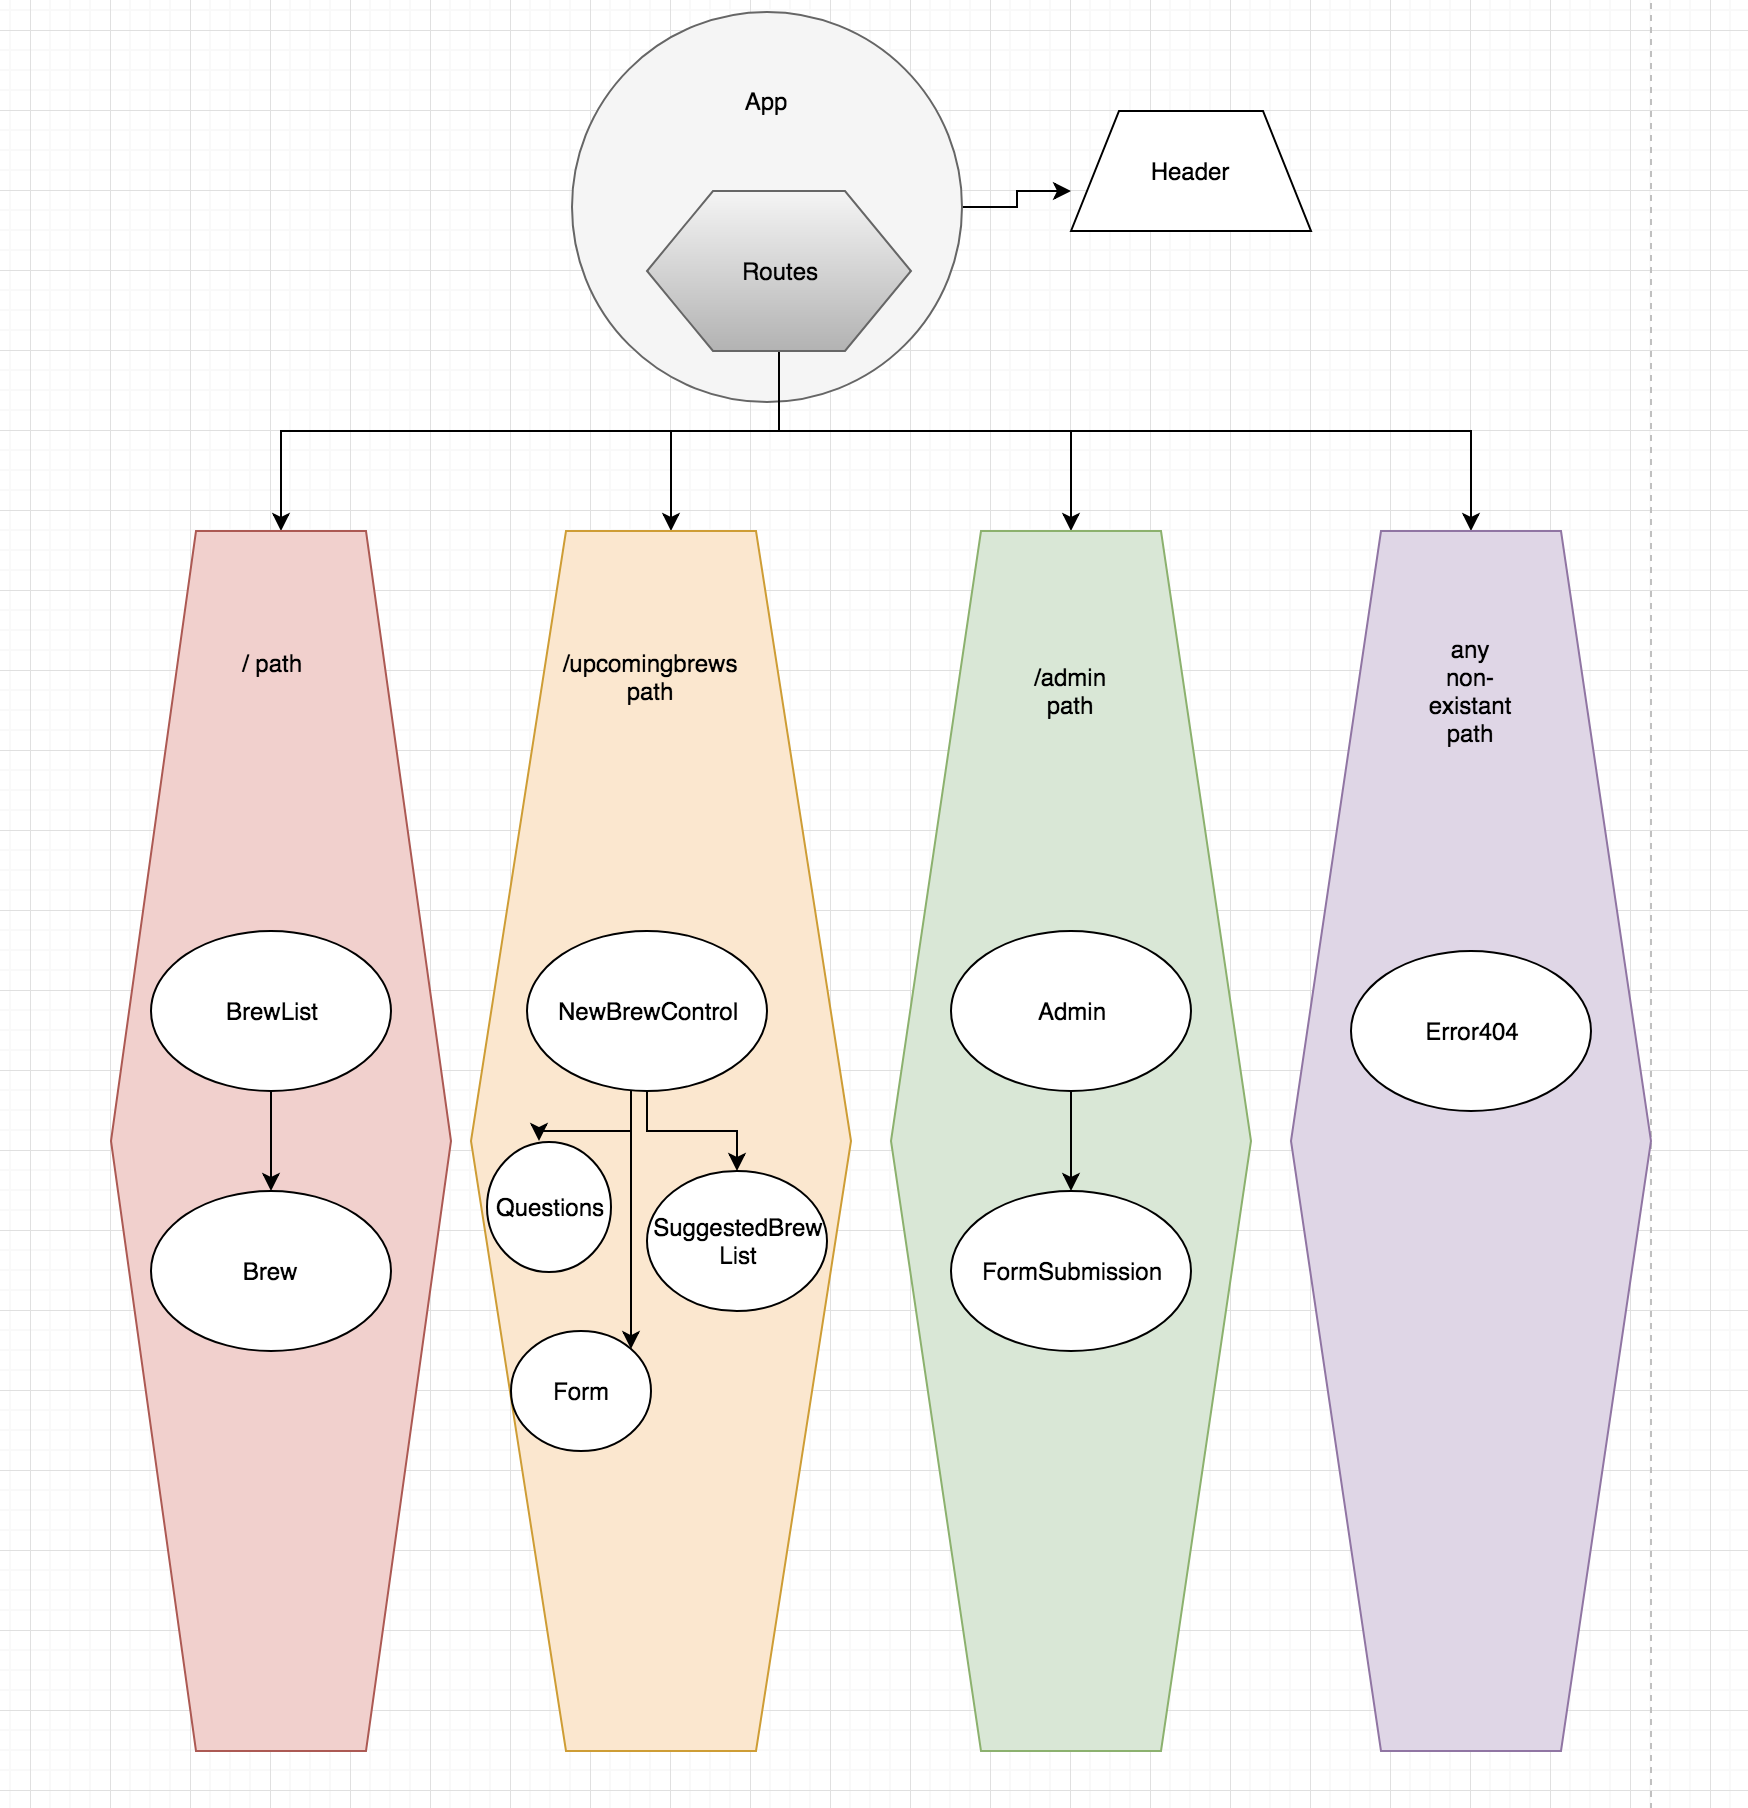 App
Header
Routes
/ path
/upcomingbrews
path
/admin
path
any
non-
existant
path
BrewList
NewBrewControl
Admin
Error404
Questions
SuggestedBrew
List
Brew
FormSubmission
Form